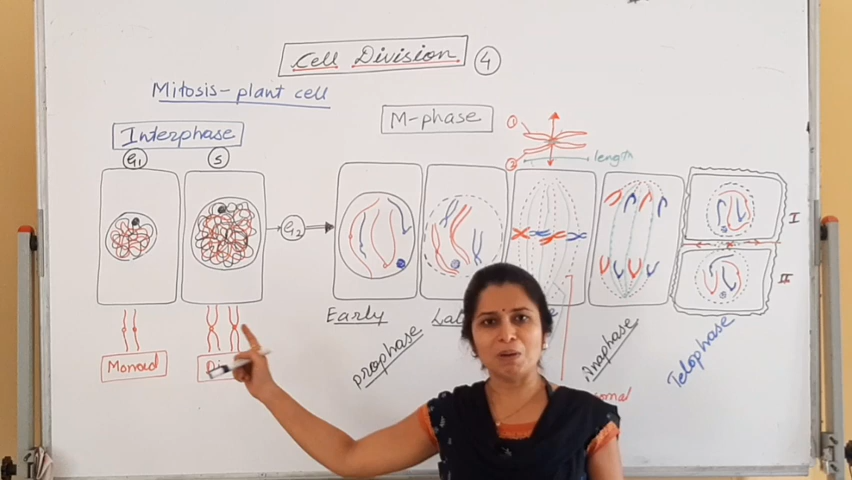 Cell Division 4
Mitosis - plant cell
M-phase
Interphase
G1 S
1
2
length
G2
I
II
Early
prophase
Anaphase
Telophase
Monad